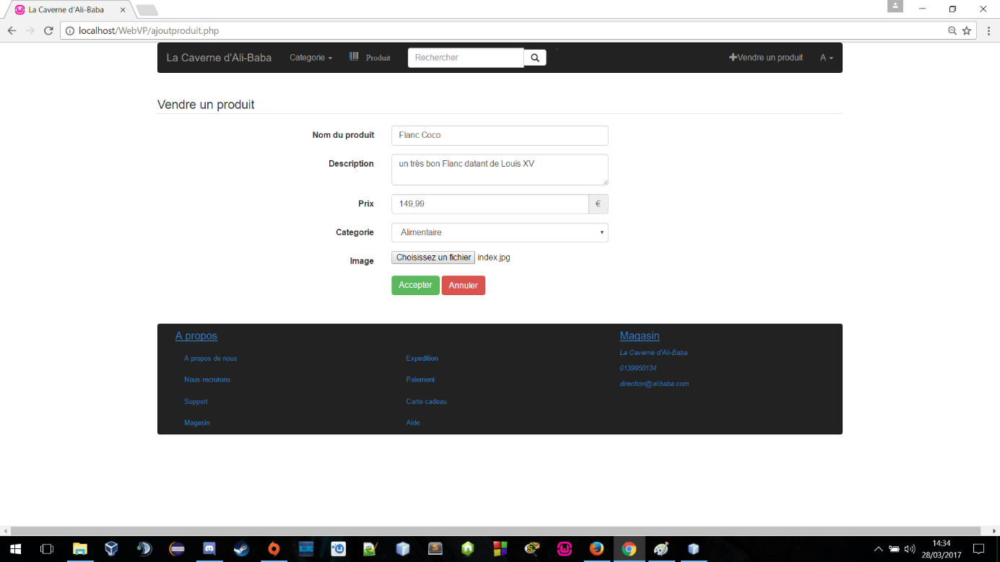 La Caverne d'Ali-Baba
localhost/WebVP/ajoutproduit.php
La Caverne d'Ali-Baba Categorie Produit Rechercher Vendre un produit A
Vendre un produit
Nom du produit Flanc Coco
Description un très bon Flanc datant de Louis XV
Prix 149,99 €
Categorie Alimentaire
Image Choisissez un fichier index.jpg
Accepter Annuler
A propos Magasin
La Caverne d'Ali-Baba
A propos de nous Expedition
0139950134
Nous recrutons Paiement
direction@alibaba.com
Support Carte cadeau
Magasin Aide
14:34
28/03/2017